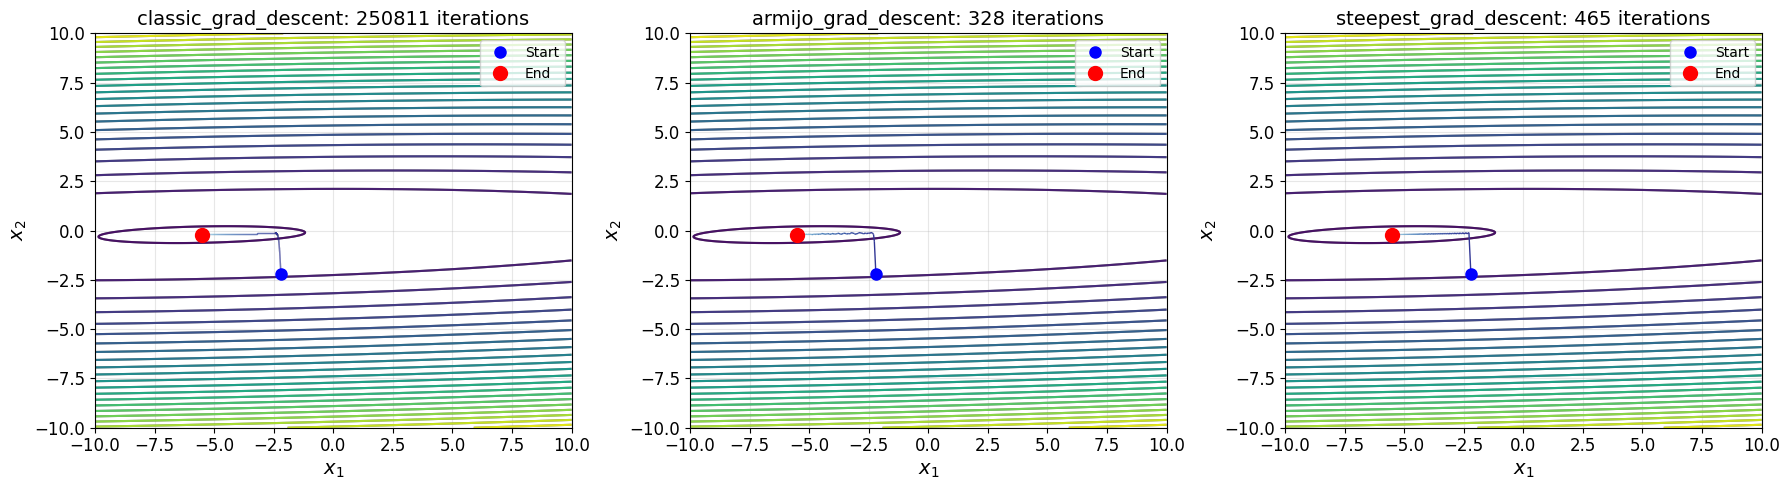 classic_grad_descent: 250811 iterations
Start
End
10.0
7.5
5.0
2.5
0.0
−2.5
−5.0
−7.5
−10.0
x₂
−10.0 −7.5 −5.0 −2.5 0.0 2.5 5.0 7.5 10.0
x₁
armijo_grad_descent: 328 iterations
Start
End
10.0
7.5
5.0
2.5
0.0
−2.5
−5.0
−7.5
−10.0
x₂
−10.0 −7.5 −5.0 −2.5 0.0 2.5 5.0 7.5 10.0
x₁
steepest_grad_descent: 465 iterations
Start
End
10.0
7.5
5.0
2.5
0.0
−2.5
−5.0
−7.5
−10.0
x₂
−10.0 −7.5 −5.0 −2.5 0.0 2.5 5.0 7.5 10.0
x₁